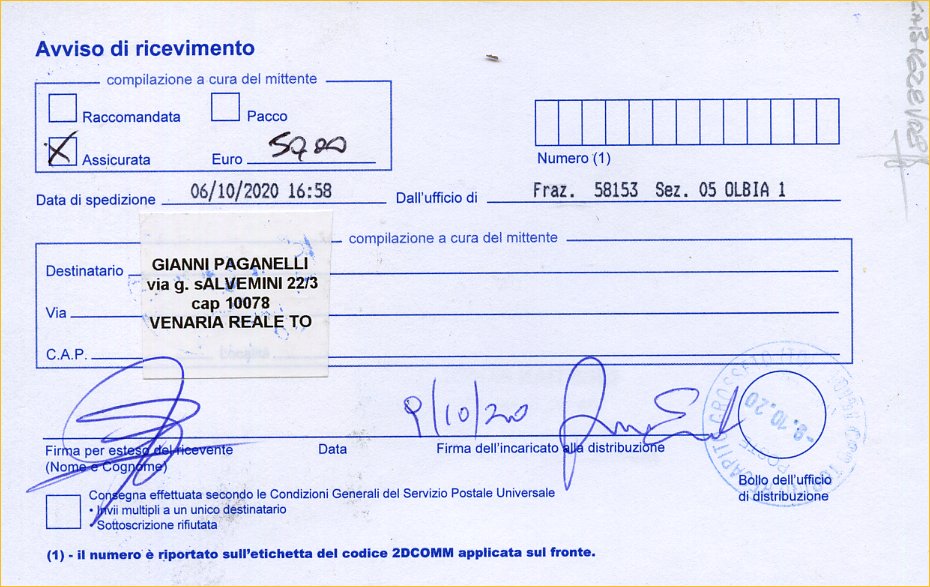 Avviso di ricevimento
compilazione a cura del mittente
Raccomandata
Pacco
X Assicurata
Euro 50,00
Numero (1)
Data di spedizione 06/10/2020 16:58
Dall'ufficio di Fraz. 58153 Sez. 05 OLBIA 1
compilazione a cura del mittente
Destinatario
Via
C.A.P.
GIANNI PAGANELLI
via g. sALVEMINI 22/3
cap 10078
VENARIA REALE TO
9/10/20
Firma per esteso del ricevente
(Nome e Cognome)
Data
Firma dell'incaricato alla distribuzione
-8.10.20
Bollo dell'ufficio
di distribuzione
Consegna effettuata secondo le Condizioni Generali del Servizio Postale Universale
• Invii multipli a un unico destinatario
• Sottoscrizione rifiutata
(1) - il numero è riportato sull'etichetta del codice 2DCOMM applicata sul fronte.